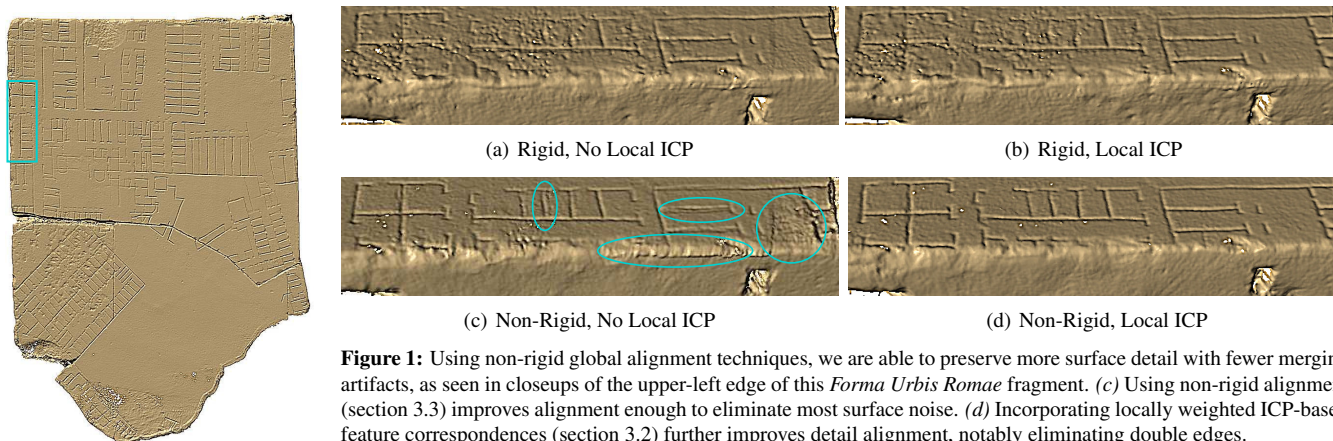 (a) Rigid, No Local ICP
(b) Rigid, Local ICP
(c) Non-Rigid, No Local ICP
(d) Non-Rigid, Local ICP
Figure 1: Using non-rigid global alignment techniques, we are able to preserve more surface detail with fewer mergin
artifacts, as seen in closeups of the upper-left edge of this Forma Urbis Romae fragment. (c) Using non-rigid alignmen
(section 3.3) improves alignment enough to eliminate most surface noise. (d) Incorporating locally weighted ICP-base
feature correspondences (section 3.2) further improves detail alignment, notably eliminating double edges.